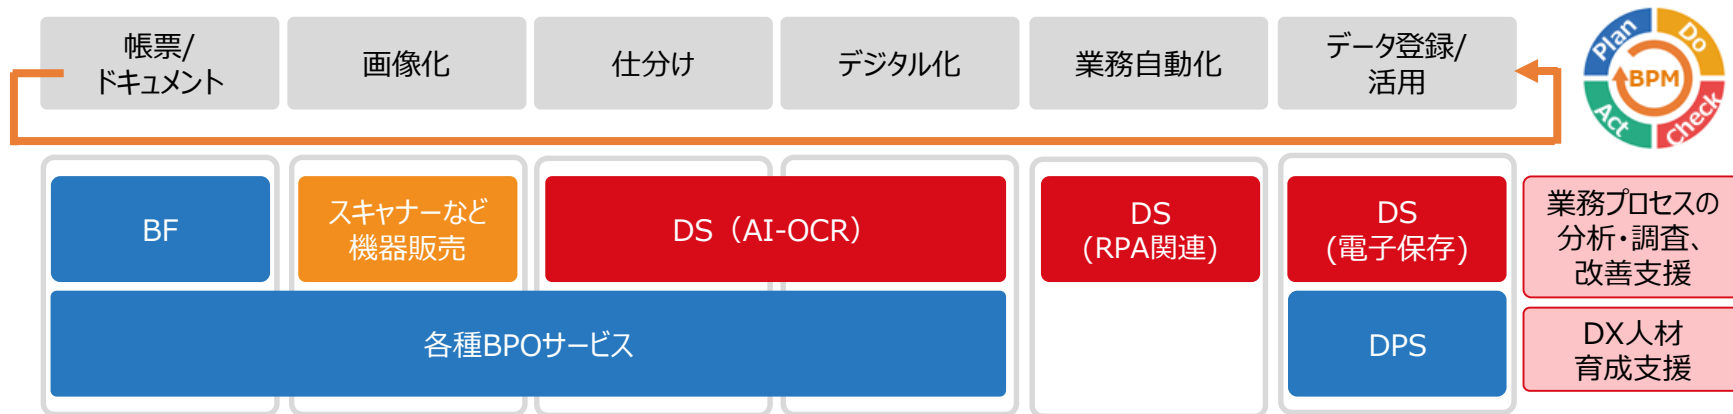 帳票/
ドキュメント
画像化
仕分け
デジタル化
業務自動化
データ登録/
活用
Plan
Do
BPM
Act
Check
BF
スキャナーなど
機器販売
DS（AI-OCR）
DS
(RPA関連)
DS
(電子保存)
業務プロセスの
分析・調査、
改善支援
各種BPOサービス
DPS
DX人材
育成支援